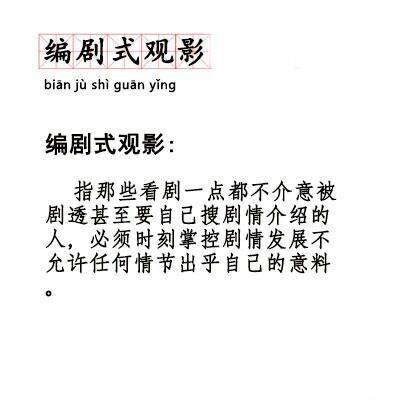 编剧式观影
biān jù shì guān yǐng
编剧式观影：
指那些看剧一点都不介意被
剧透甚至要自己搜剧情介绍的
人，必须时刻掌控剧情发展不
允许任何情节出乎自己的意料
。